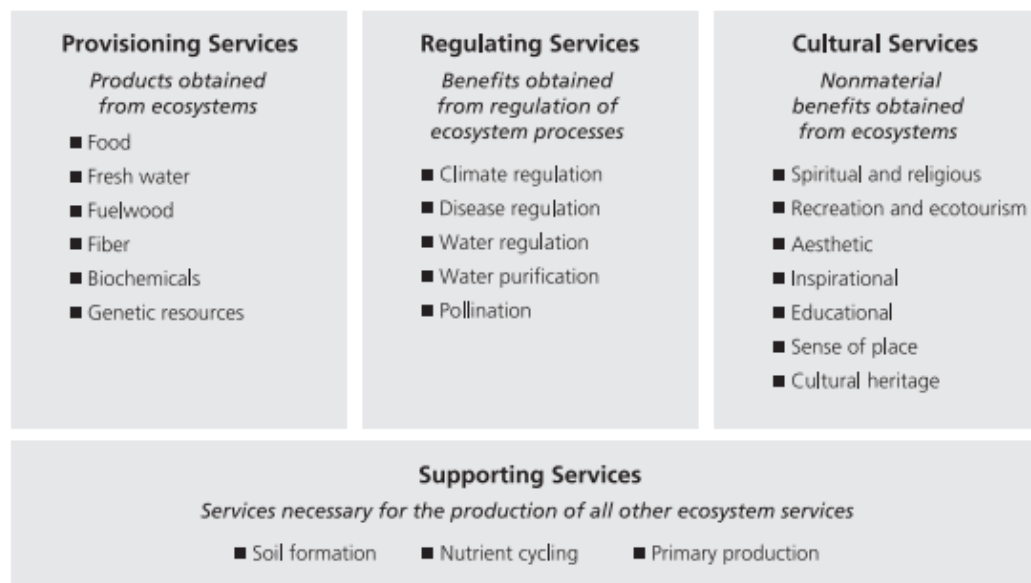 Provisioning Services
Products obtained
from ecosystems
■ Food
■ Fresh water
■ Fuelwood
■ Fiber
■ Biochemicals
■ Genetic resources
Regulating Services
Benefits obtained
from regulation of
ecosystem processes
■ Climate regulation
■ Disease regulation
■ Water regulation
■ Water purification
■ Pollination
Cultural Services
Nonmaterial
benefits obtained
from ecosystems
■ Spiritual and religious
■ Recreation and ecotourism
■ Aesthetic
■ Inspirational
■ Educational
■ Sense of place
■ Cultural heritage
Supporting Services
Services necessary for the production of all other ecosystem services
■ Soil formation ■ Nutrient cycling ■ Primary production